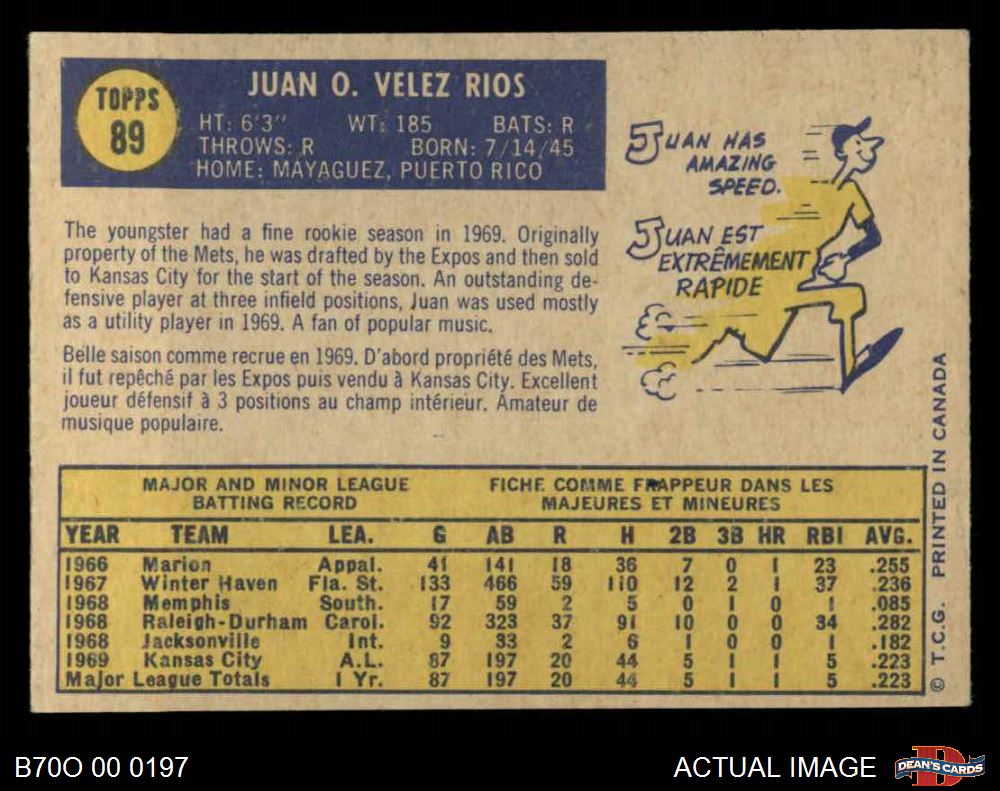 TOPPS
89
JUAN O. VELEZ RIOS
HT: 6'3" WT: 185 BATS: R
THROWS: R BORN: 7/14/45
HOME: MAYAGUEZ, PUERTO RICO
The youngster had a fine rookie season in 1969. Originally
property of the Mets, he was drafted by the Expos and then sold
to Kansas City for the start of the season. An outstanding de-
fensive player at three infield positions, Juan was used mostly
as a utility player in 1969. A fan of popular music.
Belle saison comme recrue en 1969. D'abord propriété des Mets,
il fut repêché par les Expos puis vendu à Kansas City. Excellent
joueur défensif à 3 positions au champ intérieur. Amateur de
musique populaire.
JUAN HAS
AMAZING
SPEED.
JUAN EST
EXTRÊMEMENT
RAPIDE
MAJOR AND MINOR LEAGUE
BATTING RECORD
FICHE COMME FRAPPEUR DANS LES
MAJEURES ET MINEURES
YEAR TEAM LEA. G AB R H 2B 3B HR RBI AVG.
1966 Marion Appal. 41 141 18 36 7 0 1 23 .255
1967 Winter Haven Fla. St. 133 466 59 110 12 2 1 37 .236
1968 Memphis South. 17 59 2 5 0 1 0 1 .085
1968 Raleigh-Durham Carol. 92 323 37 91 10 0 0 34 .282
1968 Jacksonville Int. 9 33 2 6 1 0 0 1 .182
1969 Kansas City A.L. 87 197 20 44 5 1 1 5 .223
Major League Totals 1 Yr. 87 197 20 44 5 1 1 5 .223
© T.C.G. PRINTED IN CANADA
B70O 00 0197
ACTUAL IMAGE
DEAN'S CARDS